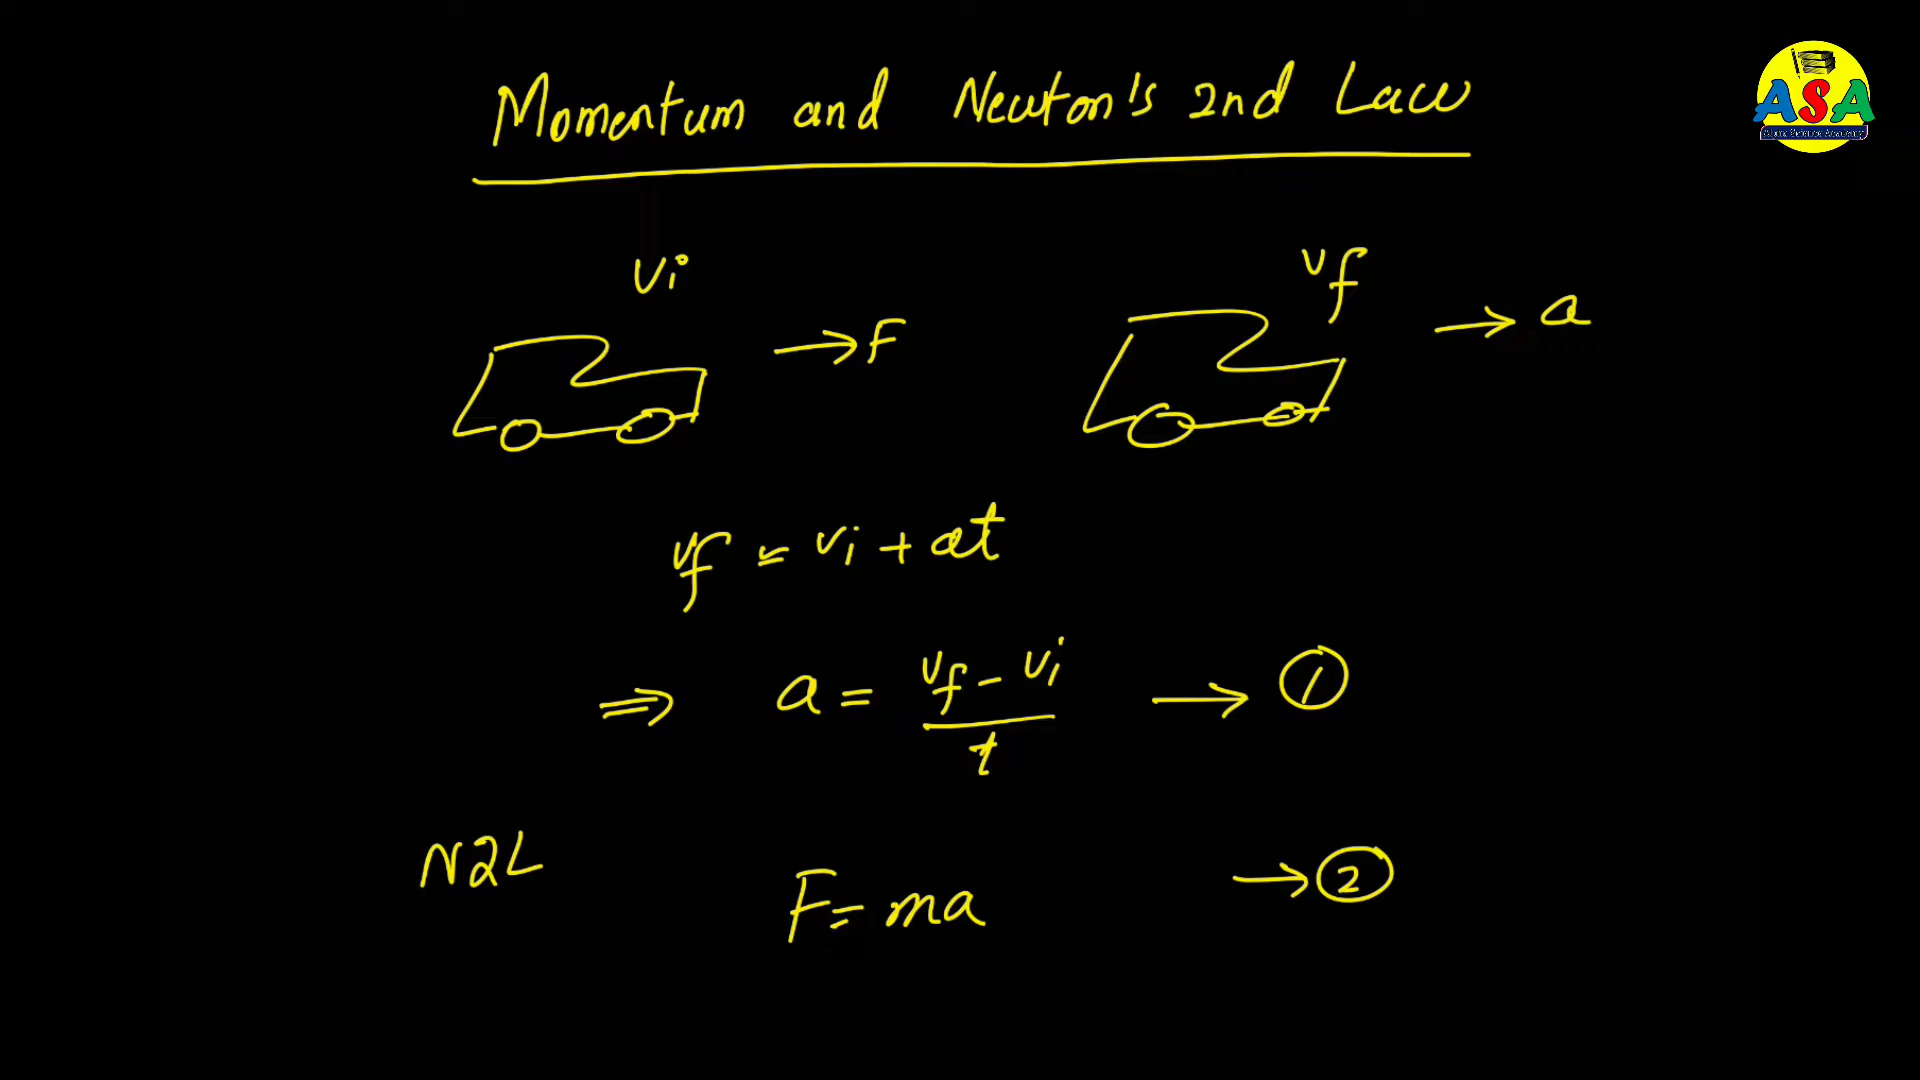 Momentum and Newton's 2nd Law
ASA
vi
vf
→ F
→ a
vf = vi + at
⇒ a = vf - vi / t → 1
N2L F = ma → 2